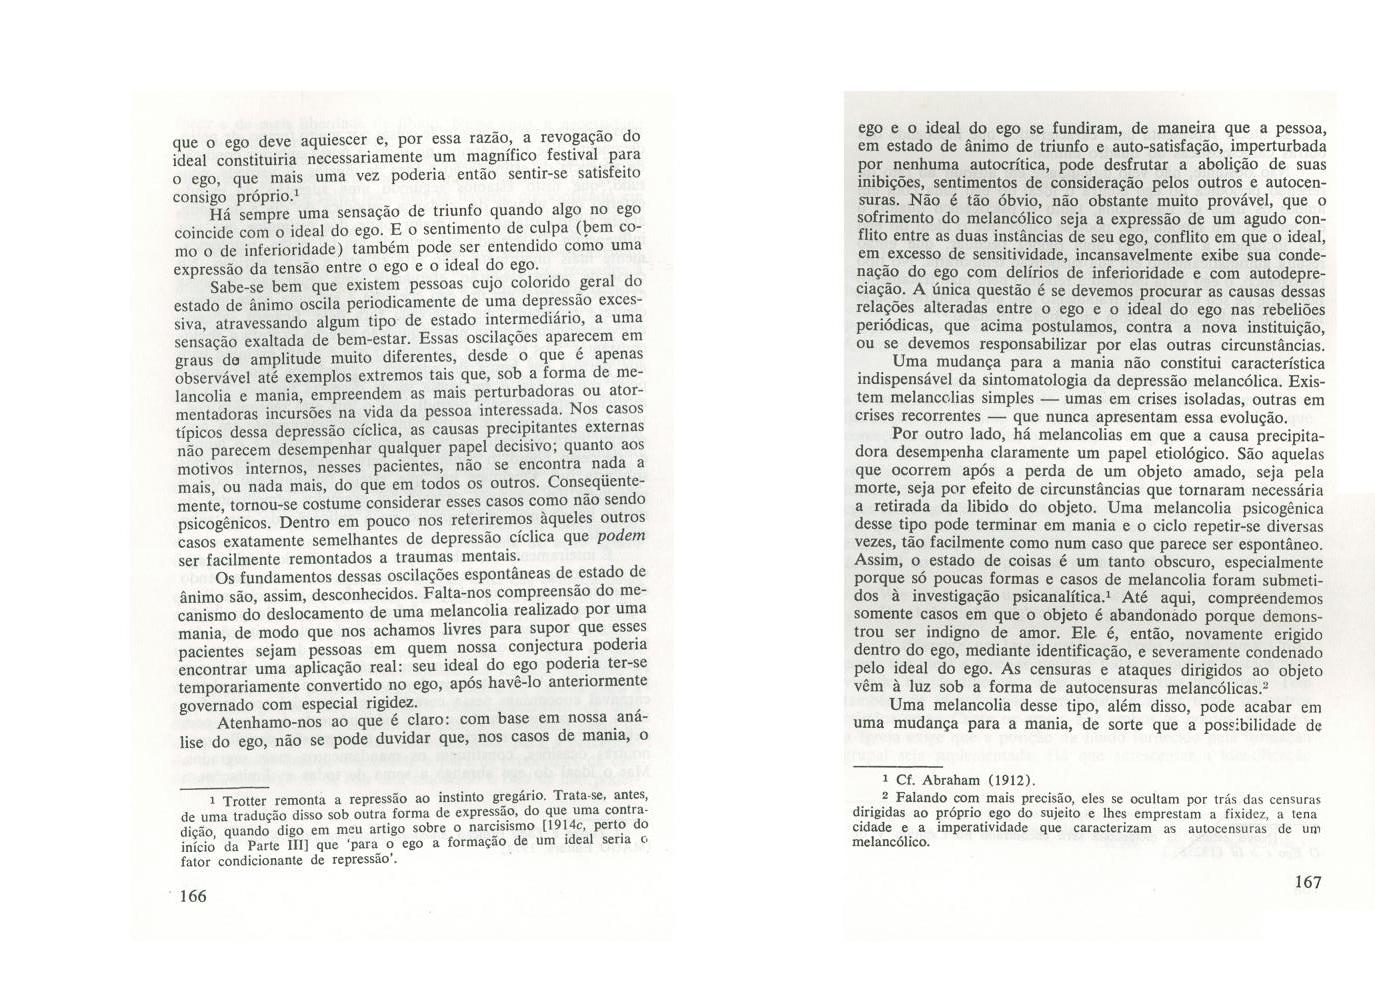 que o ego deve aquiescer e, por essa razão, a revogação do
ideal constituiria necessariamente um magnífico festival para
o ego, que mais uma vez poderia então sentir-se satisfeito
consigo próprio.¹
Há sempre uma sensação de triunfo quando algo no ego
coincide com o ideal do ego. E o sentimento de culpa (bem co-
mo o de inferioridade) também pode ser entendido como uma
expressão da tensão entre o ego e o ideal do ego.
Sabe-se bem que existem pessoas cujo colorido geral do
estado de ânimo oscila periodicamente de uma depressão exces-
siva, atravessando algum tipo de estado intermediário, a uma
sensação exaltada de bem-estar. Essas oscilações aparecem em
graus de amplitude muito diferentes, desde o que é apenas
observável até exemplos extremos tais que, sob a forma de me-
lancolia e mania, empreendem as mais perturbadoras ou ator-
mentadoras incursões na vida da pessoa interessada. Nos casos
típicos dessa depressão cíclica, as causas precipitantes externas
não parecem desempenhar qualquer papel decisivo; quanto aos
motivos internos, nesses pacientes, não se encontra nada a
mais, ou nada mais, do que em todos os outros. Conseqüente-
mente, tornou-se costume considerar esses casos como não sendo
psicogênicos. Dentro em pouco nos referiremos àqueles outros
casos exatamente semelhantes de depressão cíclica que podem
ser facilmente remontados a traumas mentais.
Os fundamentos dessas oscilações espontâneas de estado de
ânimo são, assim, desconhecidos. Falta-nos compreensão do me-
canismo do deslocamento de uma melancolia realizado por uma
mania, de modo que nos achamos livres para supor que esses
pacientes sejam pessoas em quem nossa conjectura poderia
encontrar uma aplicação real: seu ideal do ego poderia ter-se
temporariamente convertido no ego, após havê-lo anteriormente
governado com especial rigidez.
Atenhamo-nos ao que é claro: com base em nossa aná-
lise do ego, não se pode duvidar que, nos casos de mania, o
¹ Trotter remonta a repressão ao instinto gregário. Trata-se, antes,
de uma tradução disso sob outra forma de expressão, do que uma contra-
dição, quando digo em meu artigo sobre o narcisismo [1914c, perto do
início da Parte III] que 'para o ego a formação de um ideal seria o
fator condicionante de repressão'.
166
ego e o ideal do ego se fundiram, de maneira que a pessoa,
em estado de ânimo de triunfo e auto-satisfação, imperturbada
por nenhuma autocrítica, pode desfrutar a abolição de suas
inibições, sentimentos de consideração pelos outros e autocen-
suras. Não é tão óbvio, não obstante muito provável, que o
sofrimento do melancólico seja a expressão de um agudo con-
flito entre as duas instâncias de seu ego, conflito em que o ideal,
em excesso de sensitividade, incansavelmente exibe sua conde-
nação do ego com delírios de inferioridade e com autodepre-
ciação. A única questão é se devemos procurar as causas dessas
relações alteradas entre o ego e o ideal do ego nas rebeliões
periódicas, que acima postulamos, contra a nova instituição,
ou se devemos responsabilizar por elas outras circunstâncias.
Uma mudança para a mania não constitui característica
indispensável da sintomatologia da depressão melancólica. Exis-
tem melancolias simples — umas em crises isoladas, outras em
crises recorrentes — que nunca apresentam essa evolução.
Por outro lado, há melancolias em que a causa precipita-
dora desempenha claramente um papel etiológico. São aquelas
que ocorrem após a perda de um objeto amado, seja pela
morte, seja por efeito de circunstâncias que tornaram necessária
a retirada da libido do objeto. Uma melancolia psicogênica
desse tipo pode terminar em mania e o ciclo repetir-se diversas
vezes, tão facilmente como num caso que parece ser espontâneo.
Assim, o estado de coisas é um tanto obscuro, especialmente
porque só poucas formas e casos de melancolia foram submeti-
dos à investigação psicanalítica.¹ Até aqui, compreendemos
somente casos em que o objeto é abandonado porque demons-
trou ser indigno de amor. Ele é, então, novamente erigido
dentro do ego, mediante identificação, e severamente condenado
pelo ideal do ego. As censuras e ataques dirigidos ao objeto
vêm à luz sob a forma de autocensuras melancólicas.²
Uma melancolia desse tipo, além disso, pode acabar em
uma mudança para a mania, de sorte que a possibilidade de
¹ Cf. Abraham (1912).
² Falando com mais precisão, eles se ocultam por trás das censuras
dirigidas ao próprio ego do sujeito e lhes emprestam a fixidez, a tena
cidade e a imperatividade que caracterizam as autocensuras de um
melancólico.
167